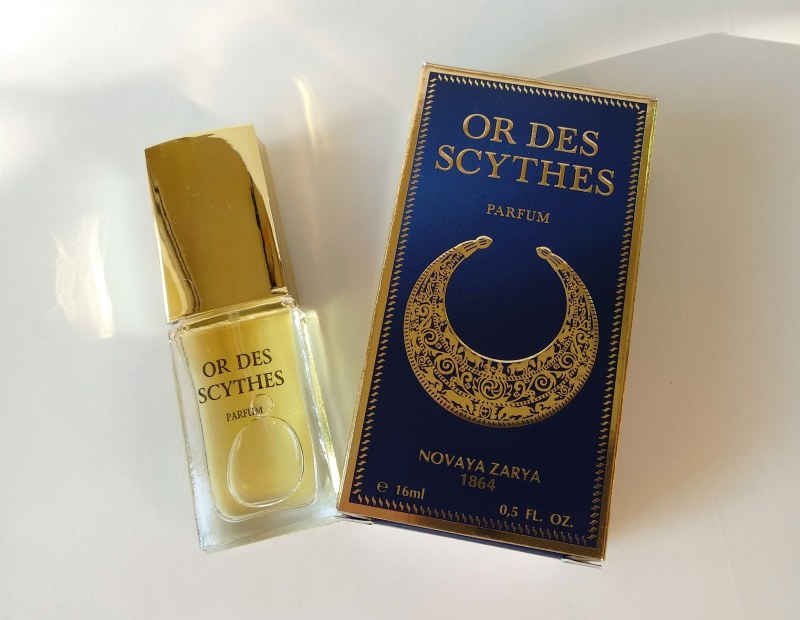 OR DES
SCYTHES
PARFUM
OR DES
SCYTHES
PARFUM
NOVAYA ZARYA
1864
℮ 16ml
0,5 FL. OZ.